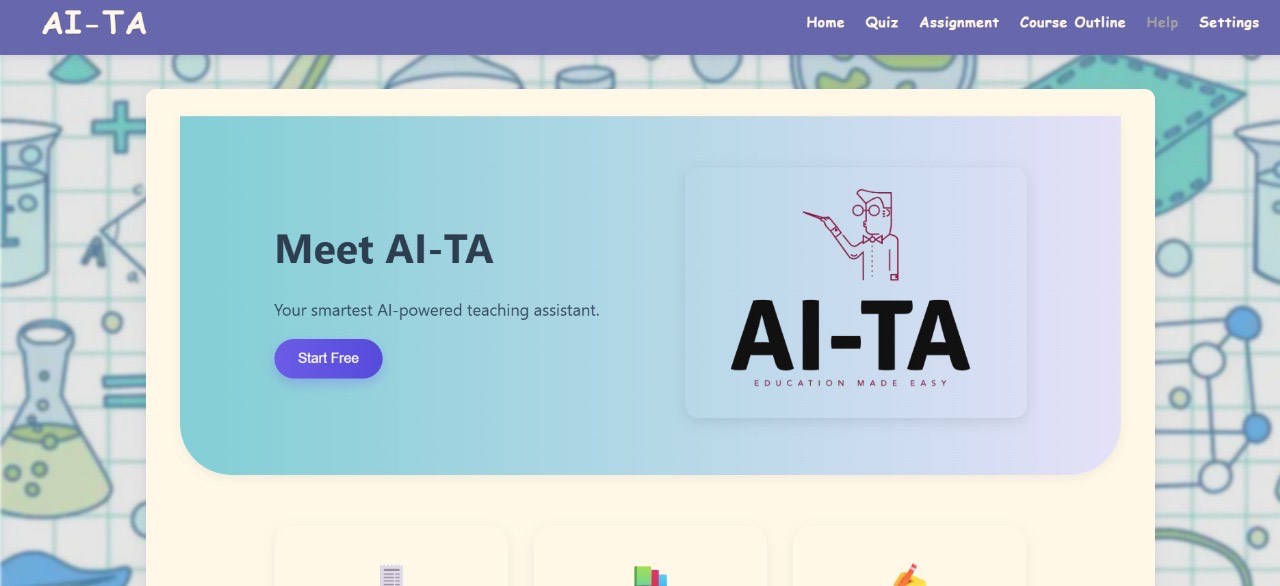 AI-TA
Home Quiz Assignment Course Outline Help Settings
Meet AI-TA
Your smartest AI-powered teaching assistant.
Start Free
AI-TA
EDUCATION MADE EASY
A
c
a